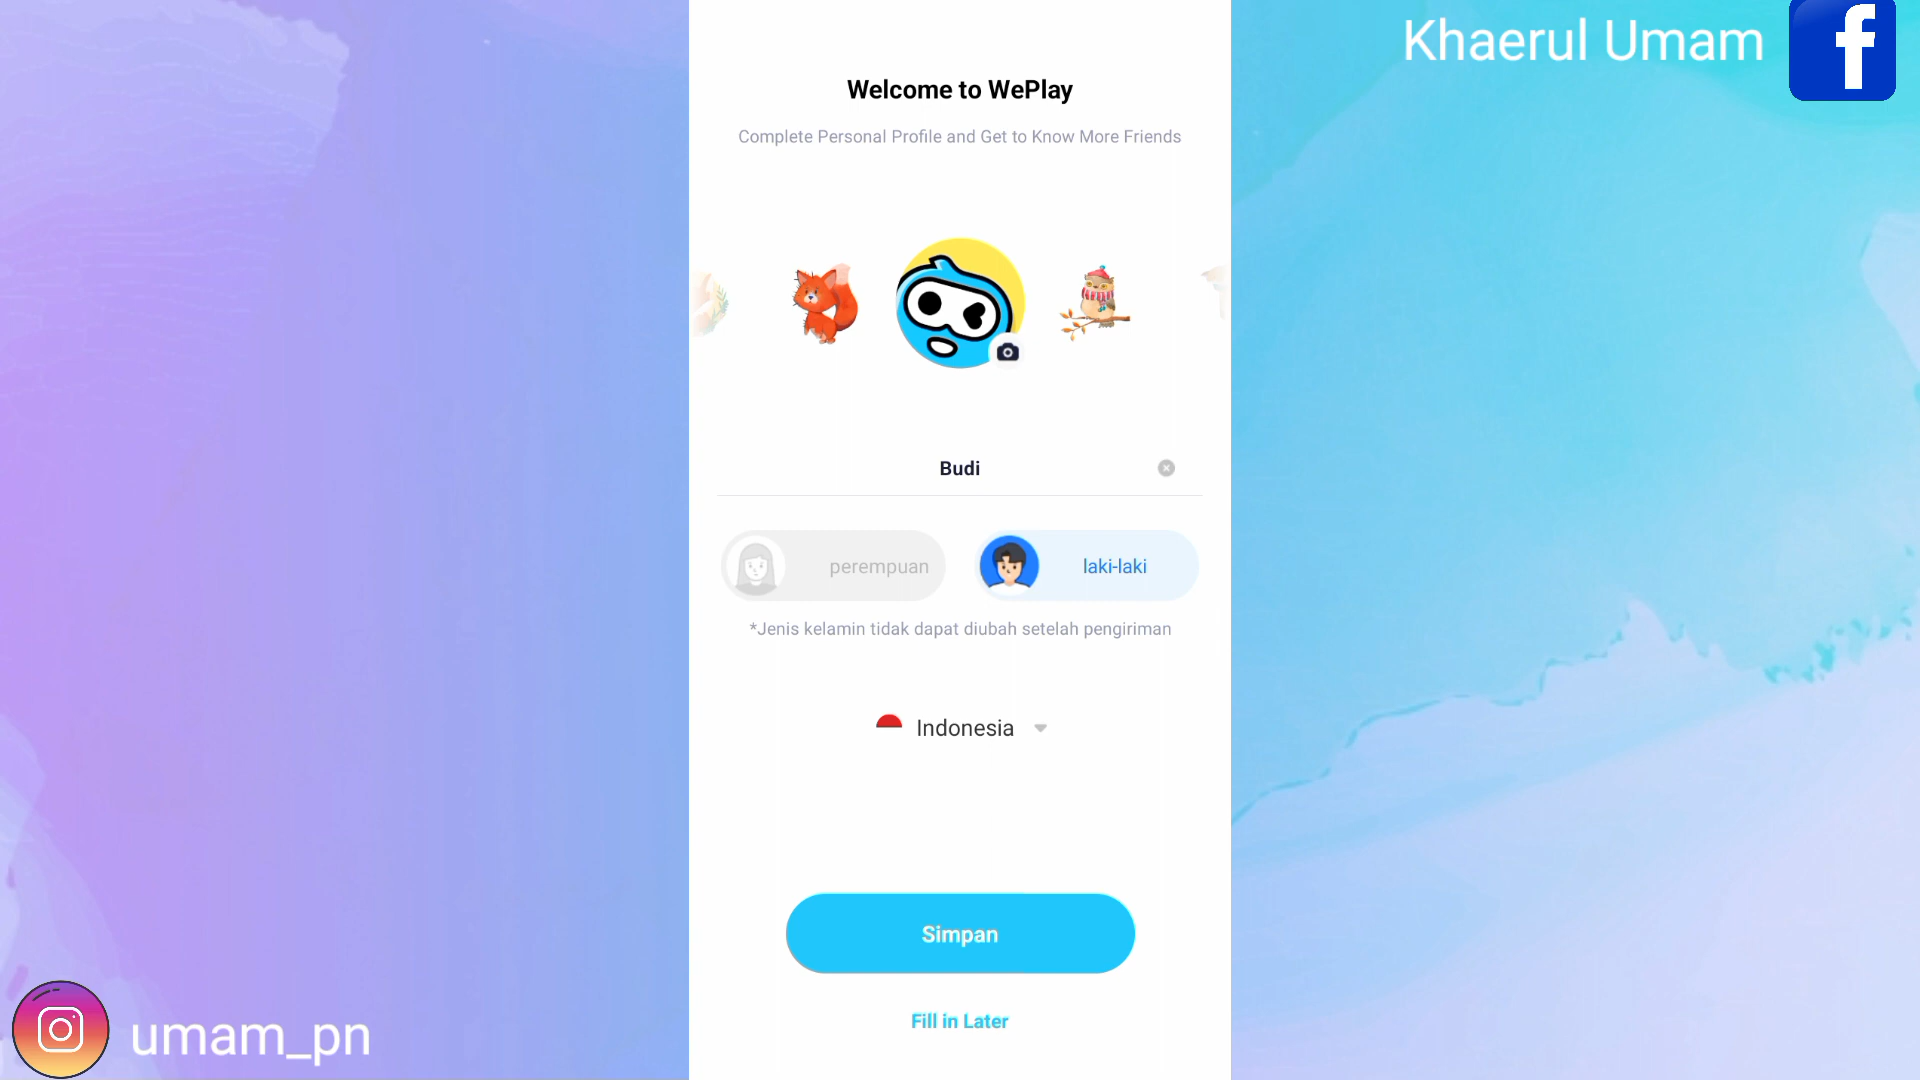 Khaerul Umam
Welcome to WePlay
Complete Personal Profile and Get to Know More Friends
Budi
perempuan
laki-laki
*Jenis kelamin tidak dapat diubah setelah pengiriman
Indonesia
Simpan
Fill in Later
umam_pn